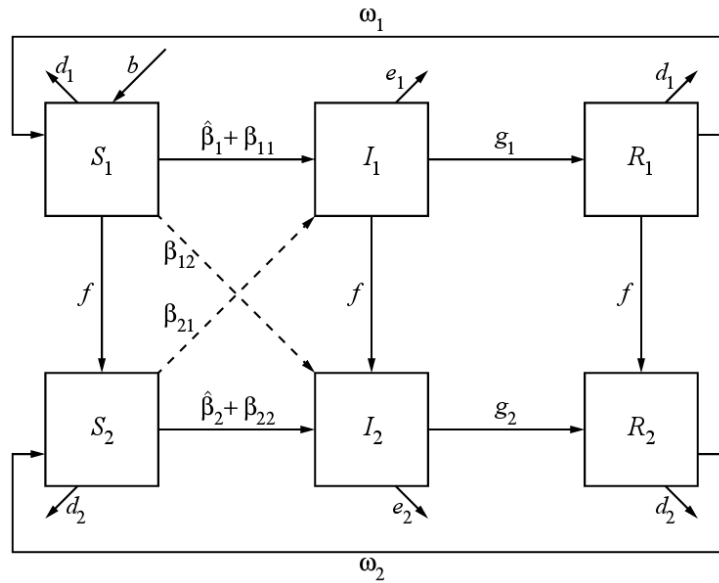 ω₁
d₁ b e₁ d₁
S₁ β̂₁+ β₁₁ I₁ g₁ R₁
β₁₂
f f f
β₂₁
S₂ β̂₂+ β₂₂ I₂ g₂ R₂
d₂ e₂ d₂
ω₂